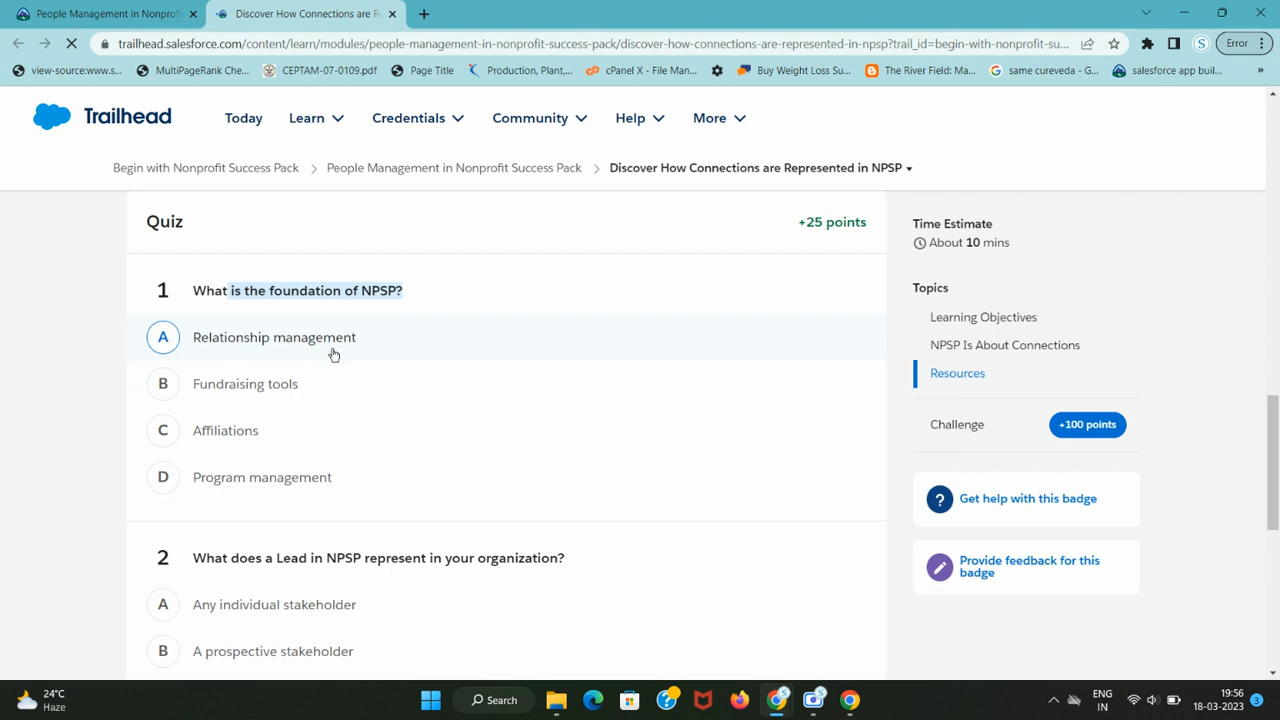 People Management in Nonprofit
Discover How Connections are Re
trailhead.salesforce.com/content/learn/modules/people-management-in-nonprofit-success-pack/discover-how-connections-are-represented-in-npsp?trail_id=begin-with-nonprofit-su...
Error
view-source:www.s...
MultiPageRank Che...
CEPTAM-07-0109.pdf
Page Title
Production, Plant,...
cPanel X - File Man...
Buy Weight Loss Su...
The River Field: Ma...
same cureveda - G...
salesforce app buil...
»
Trailhead
Today
Learn
Credentials
Community
Help
More
Begin with Nonprofit Success Pack
People Management in Nonprofit Success Pack
Discover How Connections are Represented in NPSP
Quiz
+25 points
1 What is the foundation of NPSP?
A Relationship management
B Fundraising tools
C Affiliations
D Program management
2 What does a Lead in NPSP represent in your organization?
A Any individual stakeholder
B A prospective stakeholder
Time Estimate
About 10 mins
Topics
Learning Objectives
NPSP Is About Connections
Resources
Challenge
+100 points
? Get help with this badge
Provide feedback for this
badge
24°C
Haze
Search
ENG
IN
19:56
18-03-2023
3